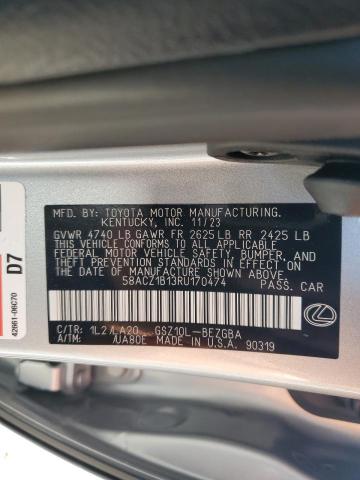 MFD. BY: TOYOTA MOTOR MANUFACTURING,
KENTUCKY, INC. 11/23
GVWR 4740 LB GAWR FR 2625 LB RR 2425 LB
THIS VEHICLE CONFORMS TO ALL APPLICABLE
FEDERAL MOTOR VEHICLE SAFETY, BUMPER, AND
THEFT PREVENTION STANDARDS IN EFFECT ON
THE DATE OF MANUFACTURE SHOWN ABOVE.
58ACZ1B13RU170474 PASS. CAR
C/TR: 1L2/LA20 GSZ10L-BEZGBA
A/TM: /UA80E MADE IN U.S.A. 90319
D7
42661-06C70